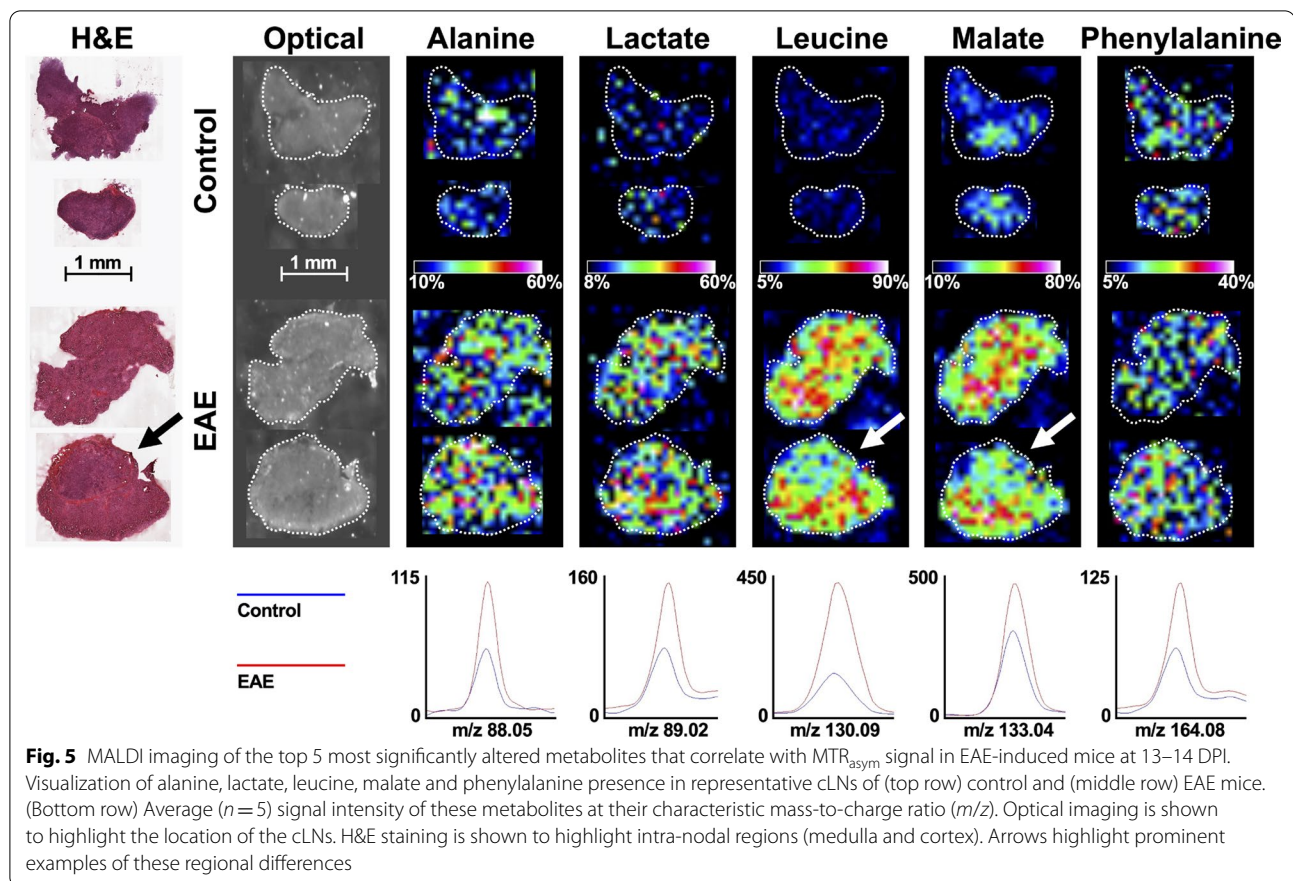 H&E Optical Alanine Lactate Leucine Malate Phenylalanine
Control
1 mm 1 mm
10% 60% 8% 60% 5% 90% 10% 80% 5% 40%
EAE
115 160 450 500 125
Control
EAE
0 0 0 0 0
m/z 88.05 m/z 89.02 m/z 130.09 m/z 133.04 m/z 164.08
Fig. 5 MALDI imaging of the top 5 most significantly altered metabolites that correlate with MTRasym signal in EAE-induced mice at 13–14 DPI.
Visualization of alanine, lactate, leucine, malate and phenylalanine presence in representative cLNs of (top row) control and (middle row) EAE mice.
(Bottom row) Average (n = 5) signal intensity of these metabolites at their characteristic mass-to-charge ratio (m/z). Optical imaging is shown
to highlight the location of the cLNs. H&E staining is shown to highlight intra-nodal regions (medulla and cortex). Arrows highlight prominent
examples of these regional differences